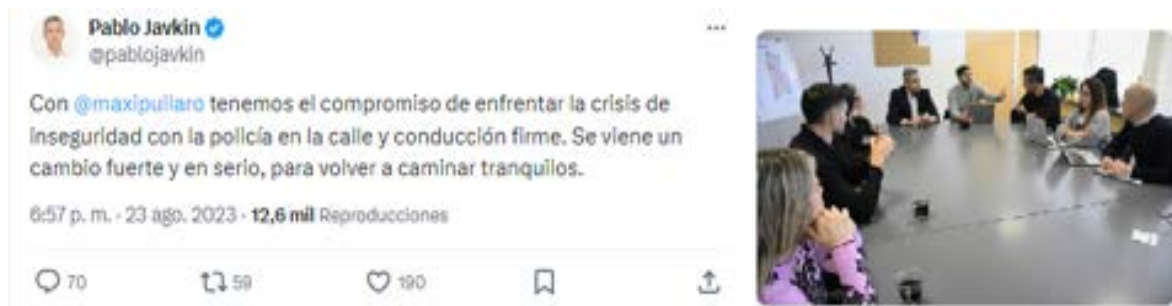 Pablo Javkin
@pablojavkin
Con @maxipullaro tenemos el compromiso de enfrentar la crisis de
inseguridad con la policía en la calle y conducción firme. Se viene un
cambio fuerte y en serio, para volver a caminar tranquilos.
6:57 p. m. · 23 ago. 2023 · 12,6 mil Reproducciones
70 59 190